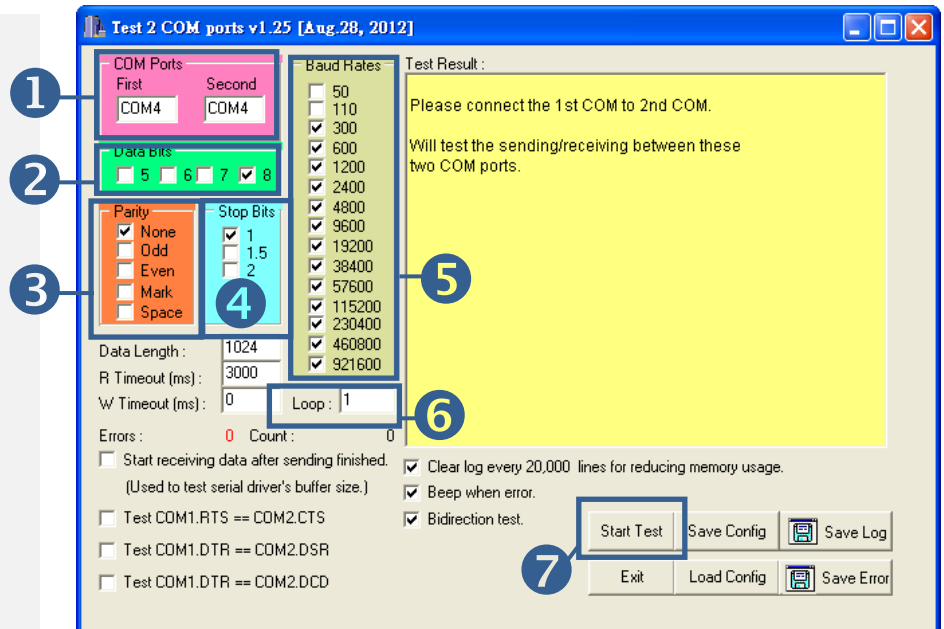 Test 2 COM ports v1.25 [Aug.28, 2012]
COM Ports
First Second
COM4 COM4
1
Data Bits
5 6 7 8
2
Parity
None
Odd
Even
Mark
Space
3
Stop Bits
1
1.5
2
4
Baud Rates
50
110
300
600
1200
2400
4800
9600
19200
38400
57600
115200
230400
460800
921600
5
Data Length : 1024
R Timeout (ms) : 3000
W Timeout (ms) : 0
Loop : 1
6
Errors : 0 Count : 0
Start receiving data after sending finished.
(Used to test serial driver's buffer size.)
Test COM1.RTS == COM2.CTS
Test COM1.DTR == COM2.DSR
Test COM1.DTR == COM2.DCD
Test Result :
Please connect the 1st COM to 2nd COM.
Will test the sending/receiving between these
two COM ports.
Clear log every 20,000 lines for reducing memory usage.
Beep when error.
Bidirection test.
7
Start Test Save Config Save Log
Exit Load Config Save Error